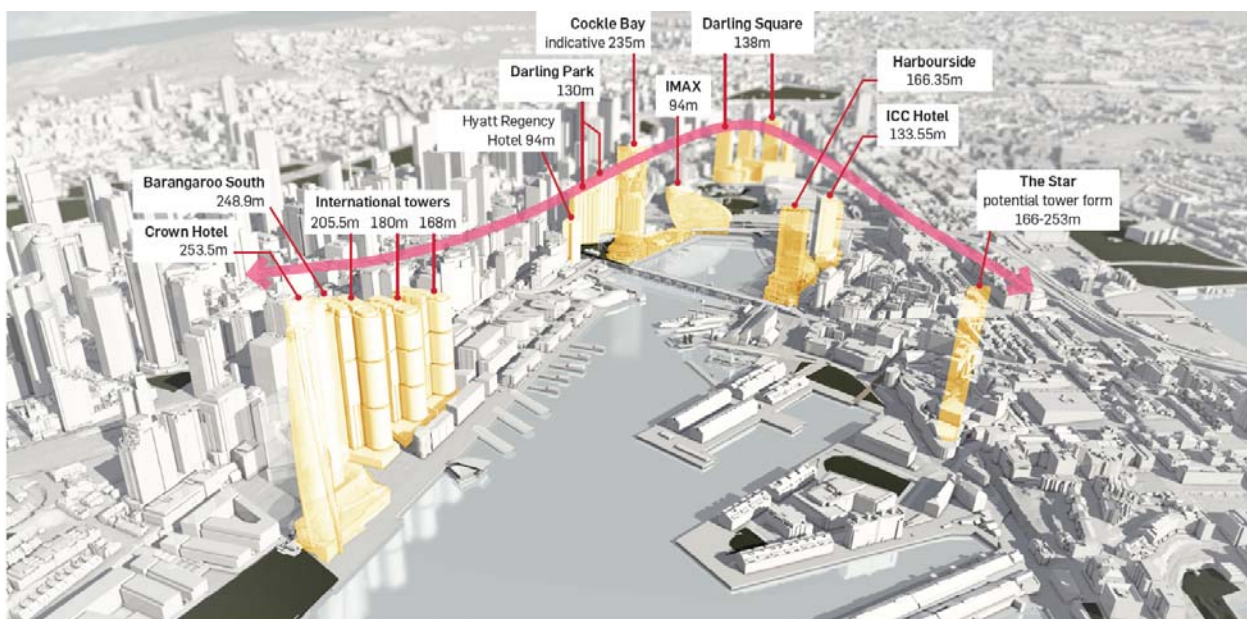 Cockle Bay
indicative 235m
Darling Square
138m
Darling Park
130m
IMAX
94m
Harbourside
166.35m
Hyatt Regency
Hotel 94m
ICC Hotel
133.55m
Barangaroo South
248.9m
International towers
205.5m 180m 168m
The Star
potential tower form
166-253m
Crown Hotel
253.5m